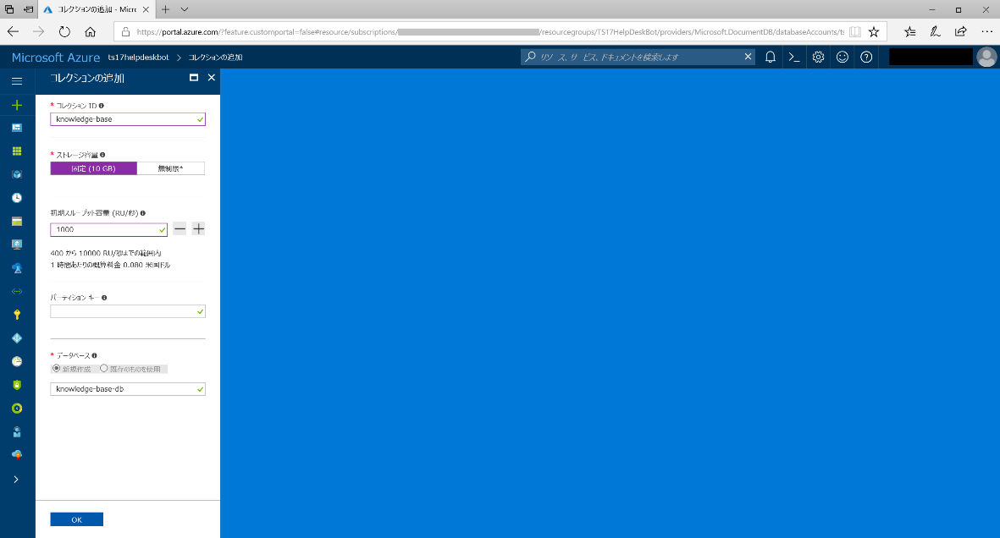 コレクションの追加 - Micro
https://portal.azure.com/?feature.customportal=false#resource/subscriptions/
/resourcegroups/TS17HelpDeskBot/providers/Microsoft.DocumentDB/databaseAccounts/ts
Microsoft Azure ts17helpdeskbot > コレクションの追加
リソース、サービス、ドキュメントを検索します
コレクションの追加
* コレクション ID
knowledge-base
* ストレージ容量
固定 (10 GB) 無制限*
初期スループット容量 (RU/秒)
1000
400 から 10000 RU/秒までの範囲内
1 時間あたりの概算料金 0.080 米国ドル
パーティション キー
* データベース
新規作成 既存のものを使用
knowledge-base-db
OK